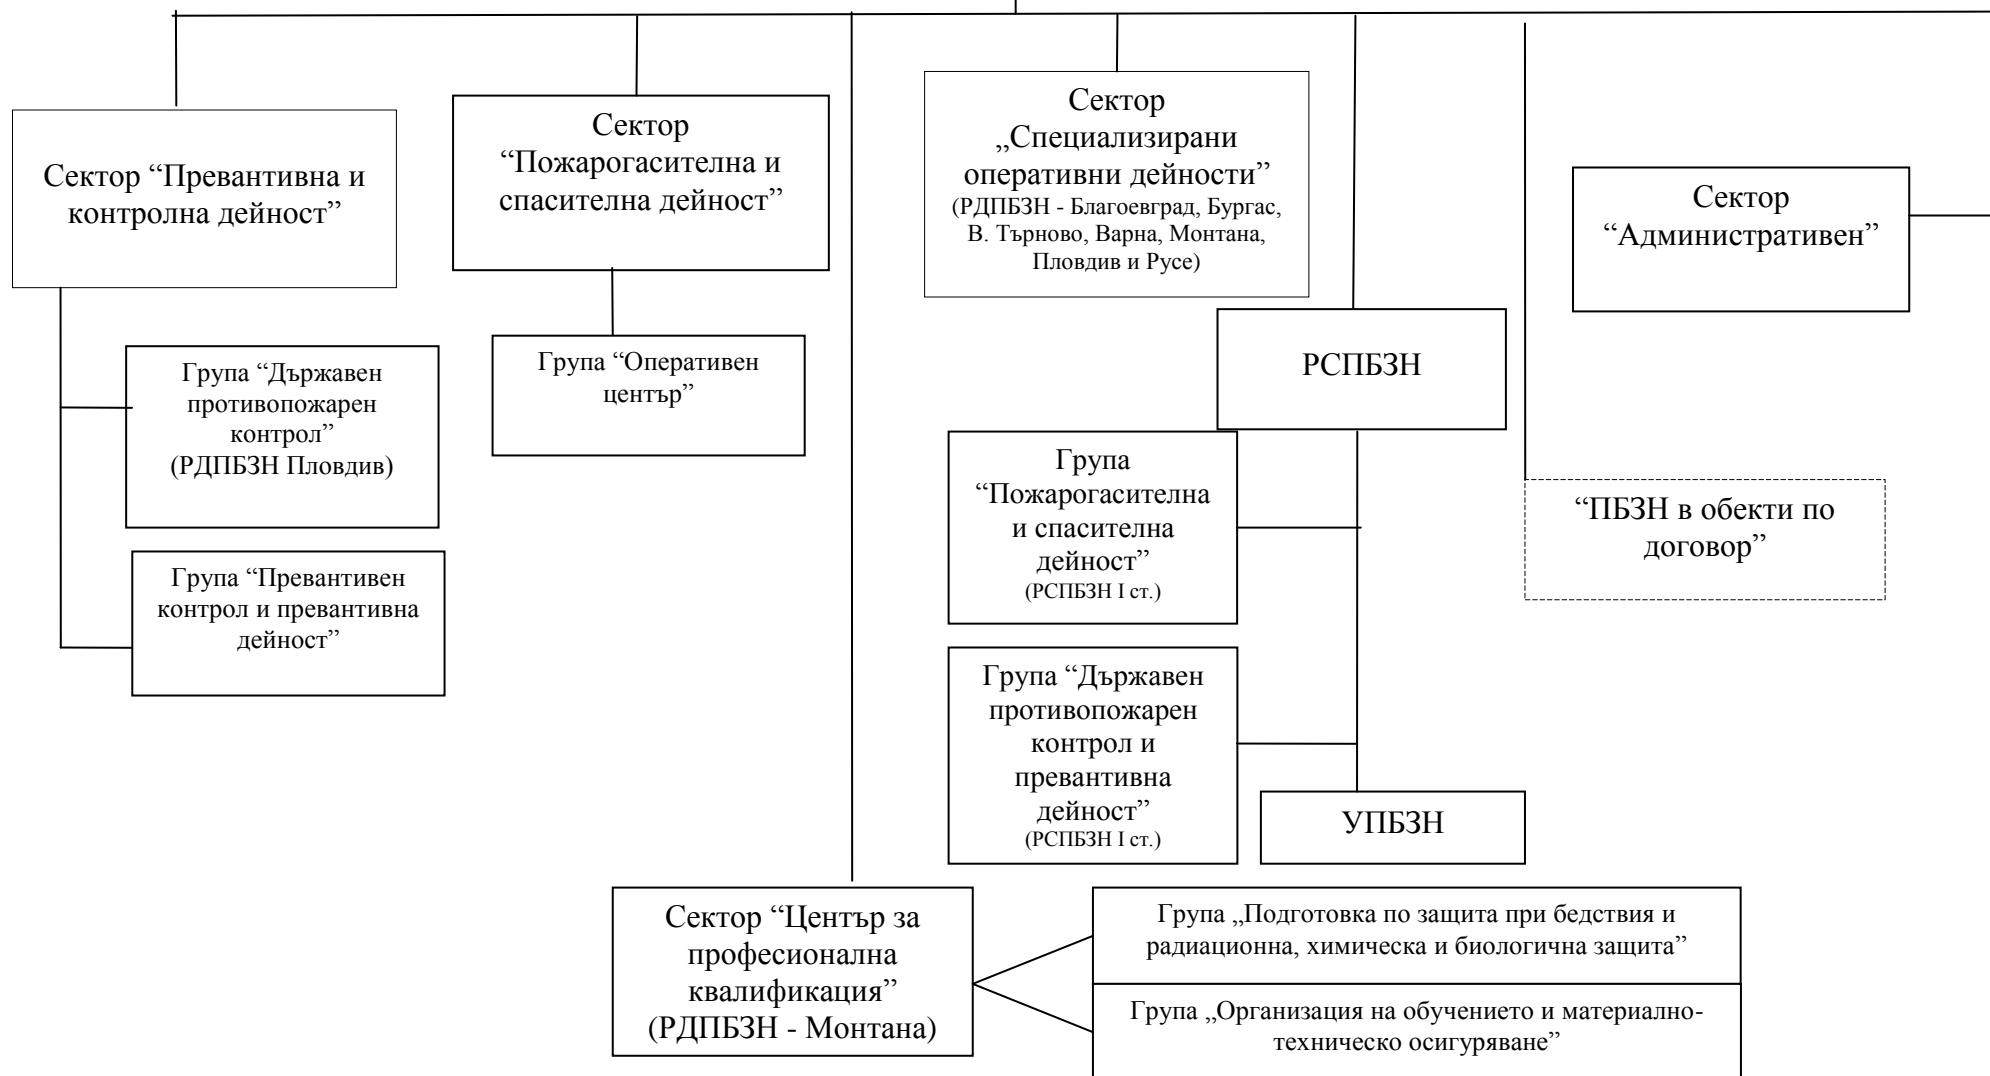 Сектор “Превантивна и
контролна дейност”
Сектор
“Пожарогасителна и
спасителна дейност”
Сектор
„Специализирани
оперативни дейности”
(РДПБЗН - Благоевград, Бургас,
В. Търново, Варна, Монтана,
Пловдив и Русе)
Сектор
“Административен”
Група “Държавен
противопожарен
контрол”
(РДПБЗН Пловдив)
Група “Оперативен
център”
РСПБЗН
Група “Превантивен
контрол и превантивна
дейност”
Група
“Пожарогасителна
и спасителна
дейност”
(РСПБЗН I ст.)
“ПБЗН в обекти по
договор”
Група “Държавен
противопожарен
контрол и
превантивна
дейност”
(РСПБЗН I ст.)
УПБЗН
Сектор “Център за
професионална
квалификация”
(РДПБЗН - Монтана)
Група „Подготовка по защита при бедствия и
радиационна, химическа и биологична защита”
Група „Организация на обучението и материално-
техническо осигуряване”